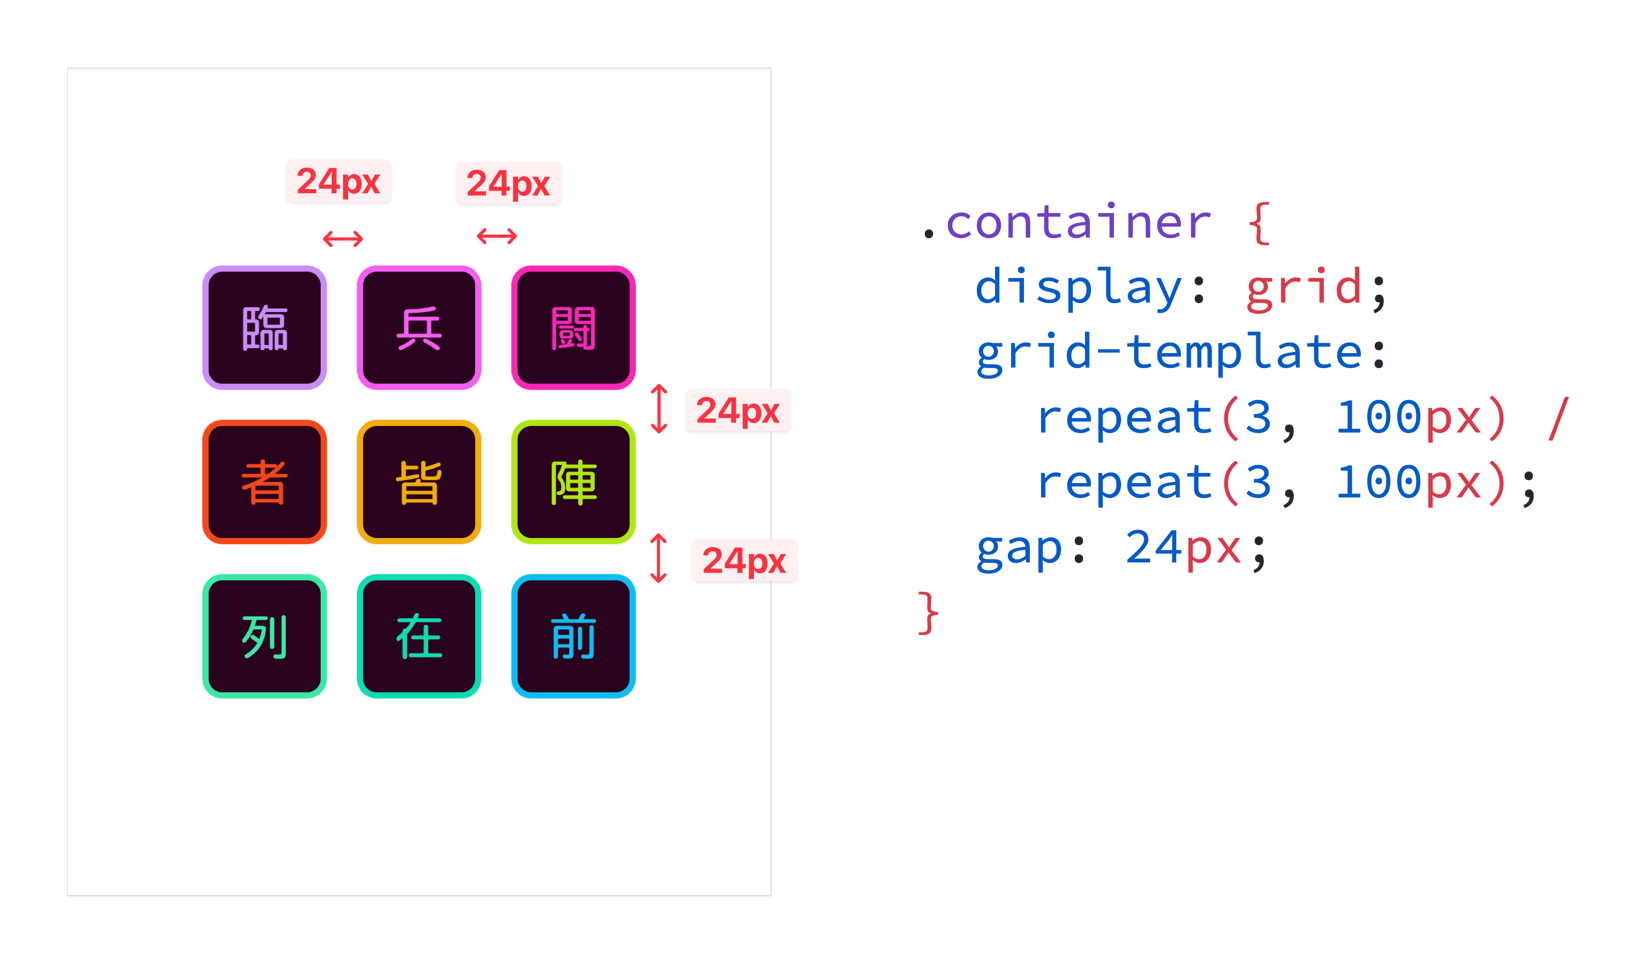 24px 24px
臨 兵 闘
24px
者 皆 陣
24px
列 在 前
.container {
  display: grid;
  grid-template:
    repeat(3, 100px) /
    repeat(3, 100px);
  gap: 24px;
}